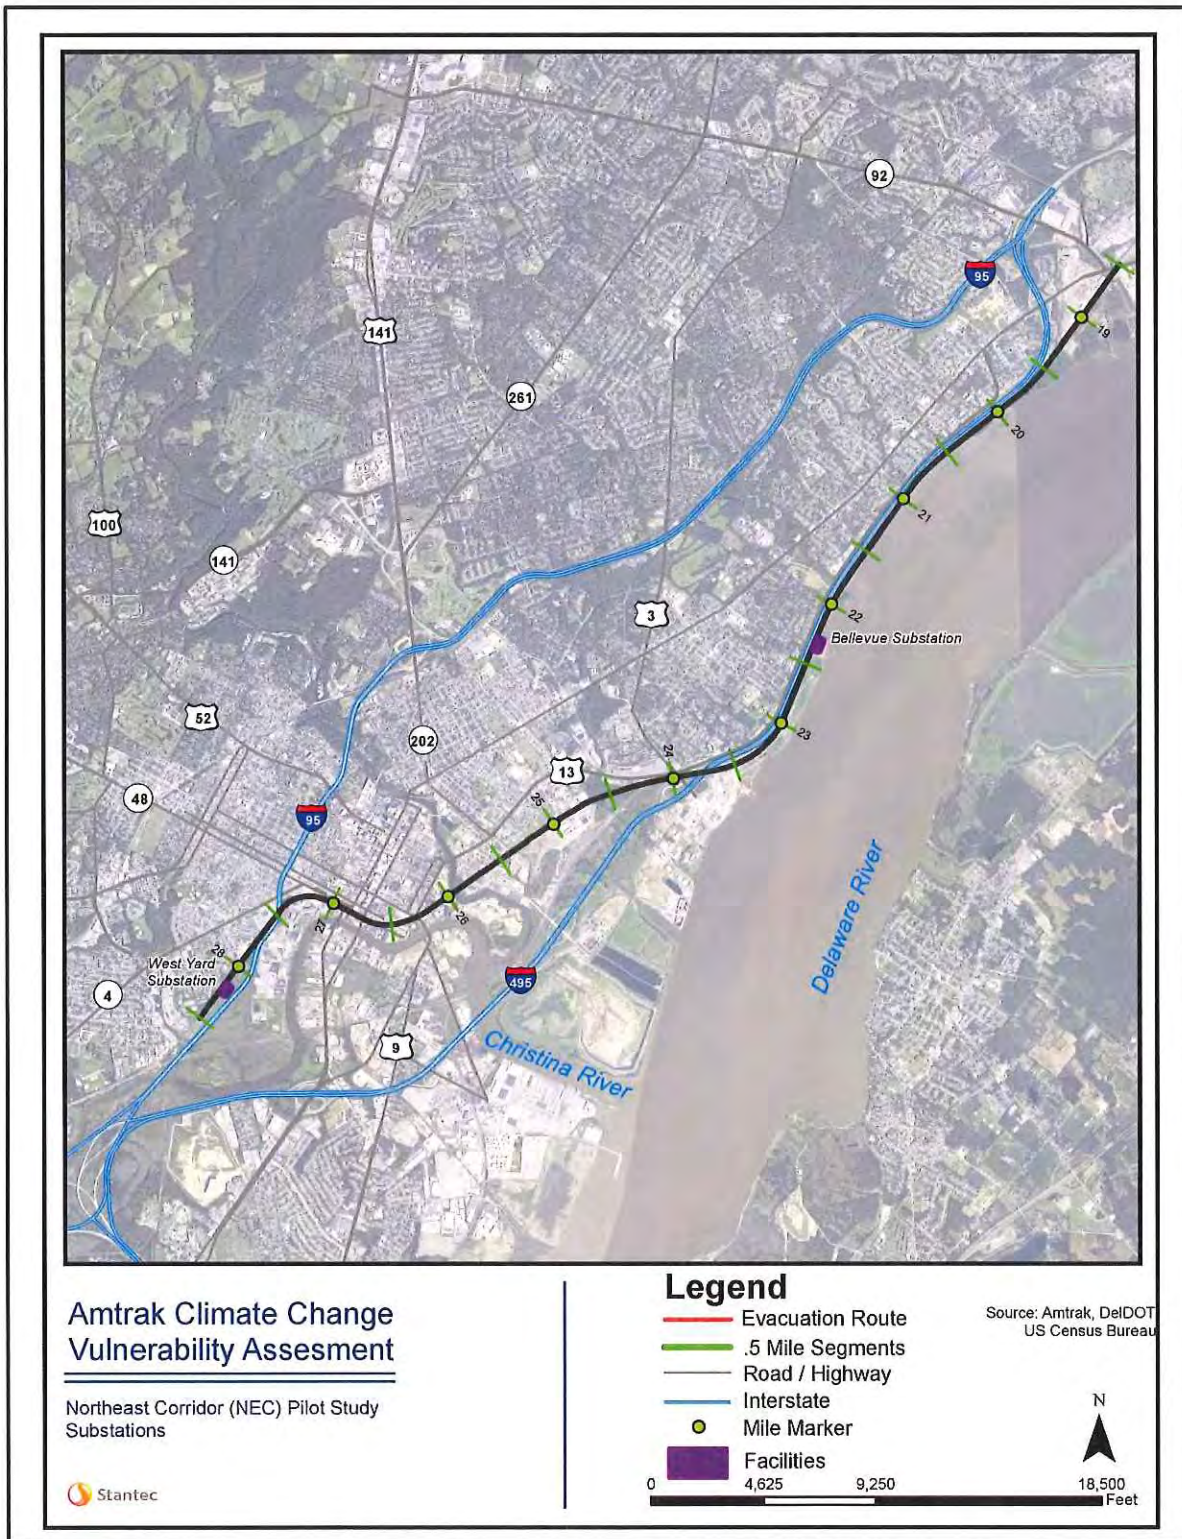 92
95
19
141
20
261
21
100
141
3
22
Bellevue Substation
52
23
202
24
13
48
25
95
Delaware River
26
27
28
West Yard
Substation
4
495
9
Christina River
Amtrak Climate Change
Vulnerability Assesment
Northeast Corridor (NEC) Pilot Study
Substations
Stantec
Legend
Evacuation Route
.5 Mile Segments
Road / Highway
Interstate
Mile Marker
Facilities
Source: Amtrak, DelDOT
US Census Bureau
N
0 4,625 9,250 18,500
Feet